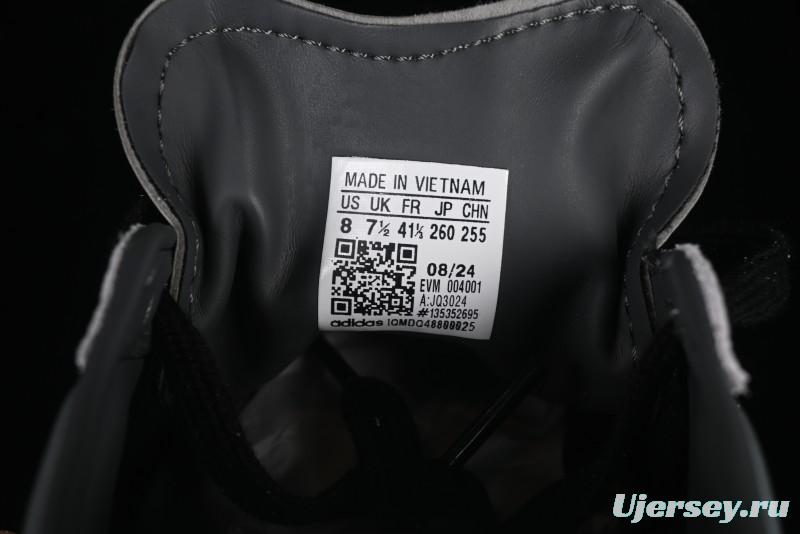 MADE IN VIETNAM
US UK FR JP CHN
8 7½ 41⅓ 260 255
08/24
EVM 004001
A:JQ3024
#135352695
adidas IQMDQ48800025
Ujersey.ru